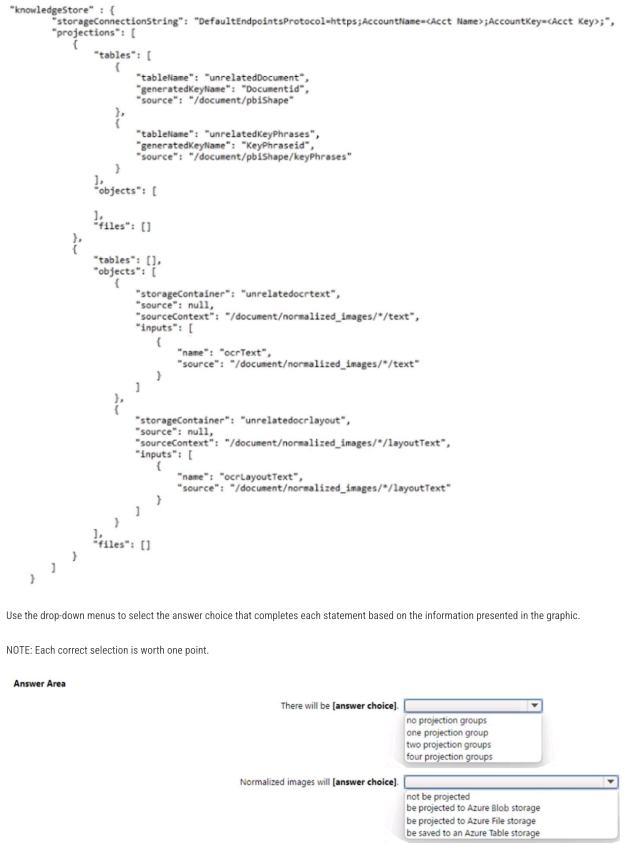 "knowledgeStore" : {
"storageConnectionString": "DefaultEndpointsProtocol=https;AccountName=<Acct Name>;AccountKey=<Acct Key>;",
"projections": [
{
"tables": [
{
"tableName": "unrelatedDocument",
"generatedKeyName": "Documentid",
"source": "/document/pbiShape"
},
{
"tableName": "unrelatedKeyPhrases",
"generatedKeyName": "KeyPhraseid",
"source": "/document/pbiShape/keyPhrases"
}
],
"objects": [
],
"files": []
},
{
"tables": [],
"objects": [
{
"storageContainer": "unrelatedocrtext",
"source": null,
"sourceContext": "/document/normalized_images/*/text",
"inputs": [
{
"name": "ocrText",
"source": "/document/normalized_images/*/text"
}
]
},
{
"storageContainer": "unrelatedocrlayout",
"source": null,
"sourceContext": "/document/normalized_images/*/layoutText",
"inputs": [
{
"name": "ocrLayoutText",
"source": "/document/normalized_images/*/layoutText"
}
]
}
],
"files": []
}
]
}
Use the drop-down menus to select the answer choice that completes each statement based on the information presented in the graphic.
NOTE: Each correct selection is worth one point.
Answer Area
There will be [answer choice].
no projection groups
one projection group
two projection groups
four projection groups
Normalized images will [answer choice].
not be projected
be projected to Azure Blob storage
be projected to Azure File storage
be saved to an Azure Table storage